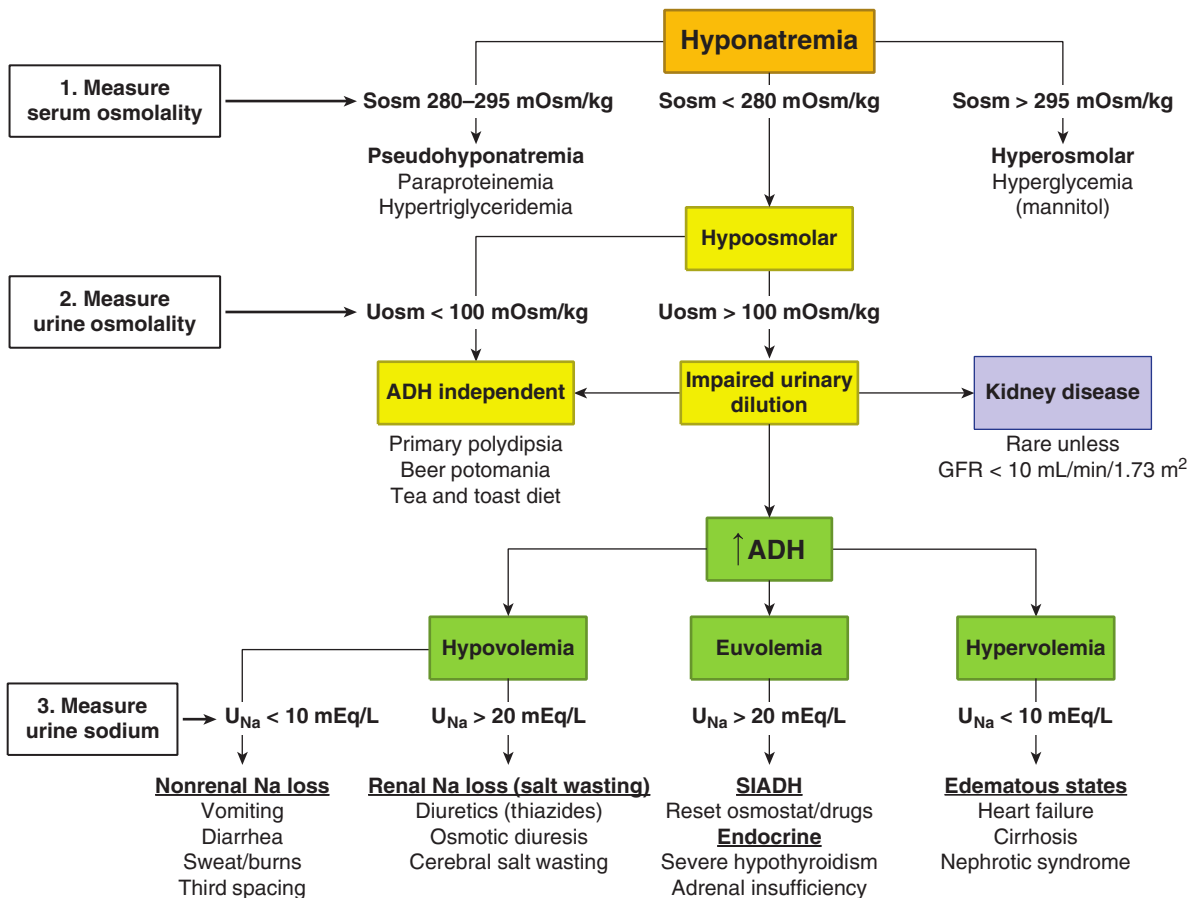 Hyponatremia
1. Measure
serum osmolality
Sosm 280–295 mOsm/kg
Sosm < 280 mOsm/kg
Sosm > 295 mOsm/kg
Pseudohyponatremia
Paraproteinemia
Hypertriglyceridemia
Hyperosmolar
Hyperglycemia
(mannitol)
Hypoosmolar
2. Measure
urine osmolality
Uosm < 100 mOsm/kg
Uosm > 100 mOsm/kg
ADH independent
Impaired urinary
dilution
Kidney disease
Primary polydipsia
Beer potomania
Tea and toast diet
Rare unless
GFR < 10 mL/min/1.73 m²
↑ADH
Hypovolemia
Euvolemia
Hypervolemia
3. Measure
urine sodium
UNa < 10 mEq/L
UNa > 20 mEq/L
UNa > 20 mEq/L
UNa < 10 mEq/L
Nonrenal Na loss
Vomiting
Diarrhea
Sweat/burns
Third spacing
Renal Na loss (salt wasting)
Diuretics (thiazides)
Osmotic diuresis
Cerebral salt wasting
SIADH
Reset osmostat/drugs
Endocrine
Severe hypothyroidism
Adrenal insufficiency
Edematous states
Heart failure
Cirrhosis
Nephrotic syndrome